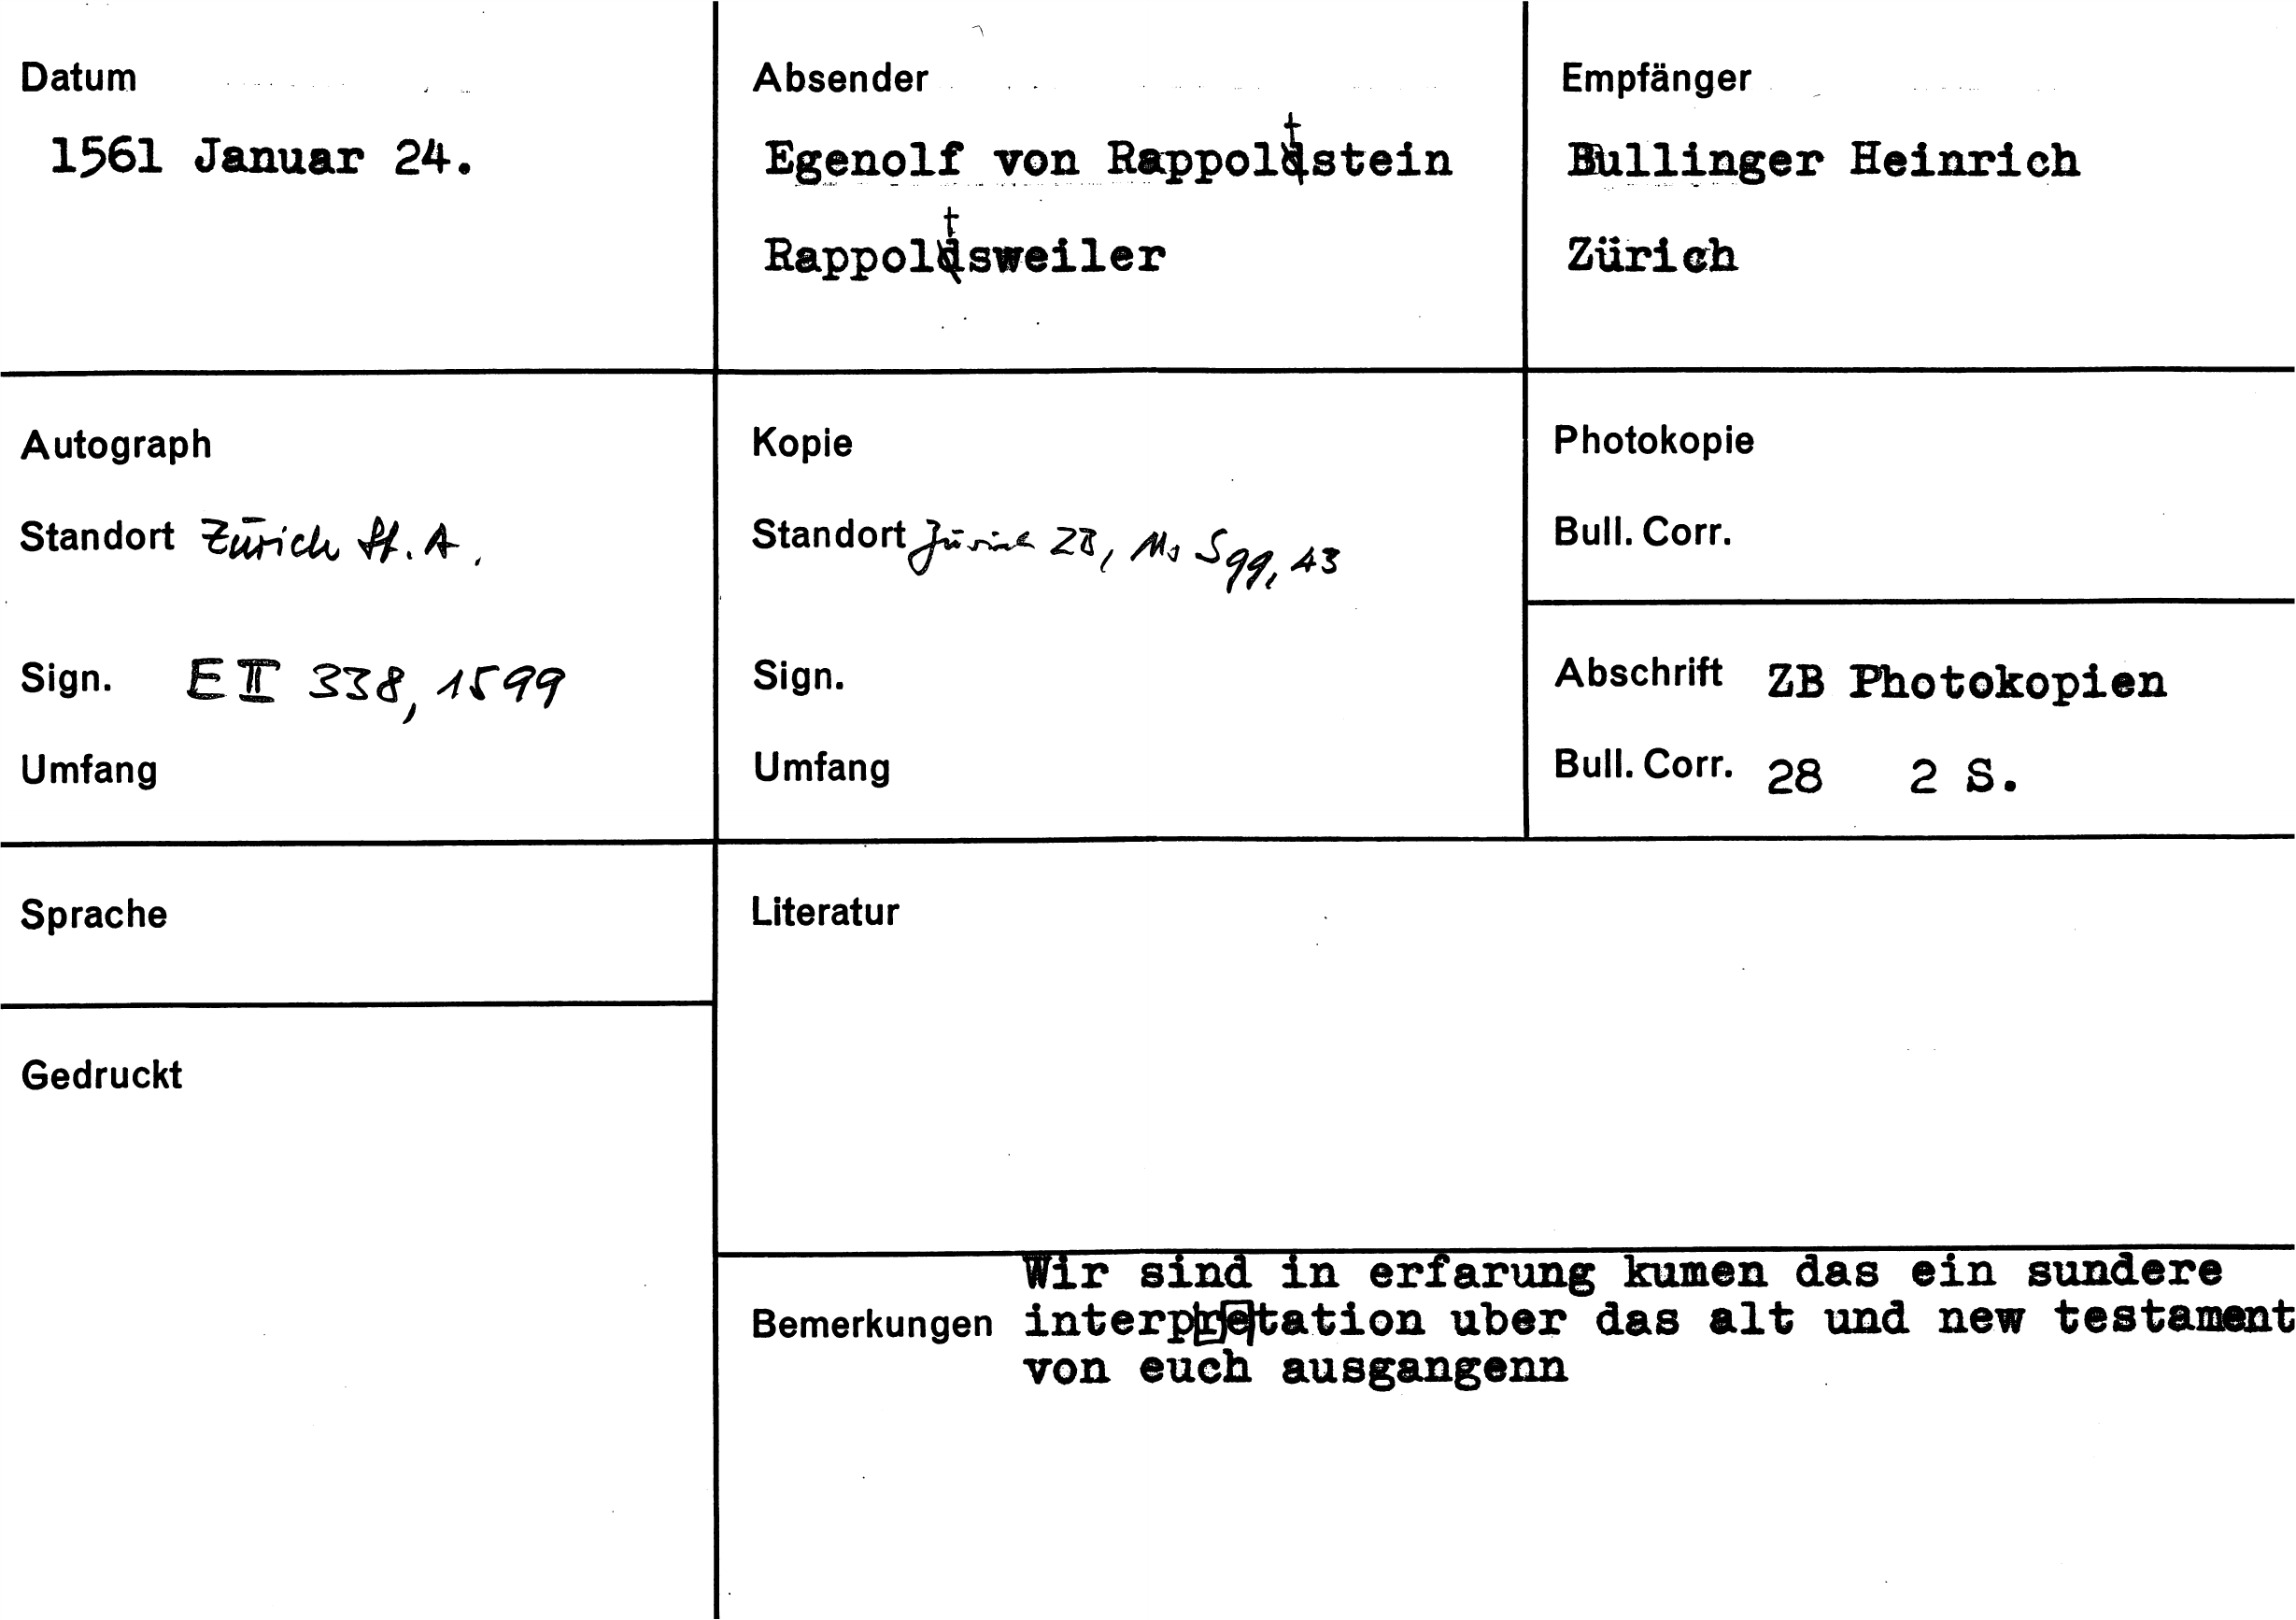 Datum
1561 Januar 24.
Absender
Egenolf von Rappoltstein
Rappoltsweiler
Empfänger
Bullinger Heinrich
Zürich
Autograph
Standort Zürich St. A.
Sign. E II 338, 1599
Umfang
Kopie
Standort Zürich ZB, Ms S 99, 43
Sign.
Umfang
Photokopie
Bull. Corr.
Abschrift ZB Photokopien
Bull. Corr. 28 2 S.
Sprache
Gedruckt
Literatur
Bemerkungen
Wir sind in erfarung kumen das ein sundere
interpretation uber das alt und new testament
von euch ausgangenn